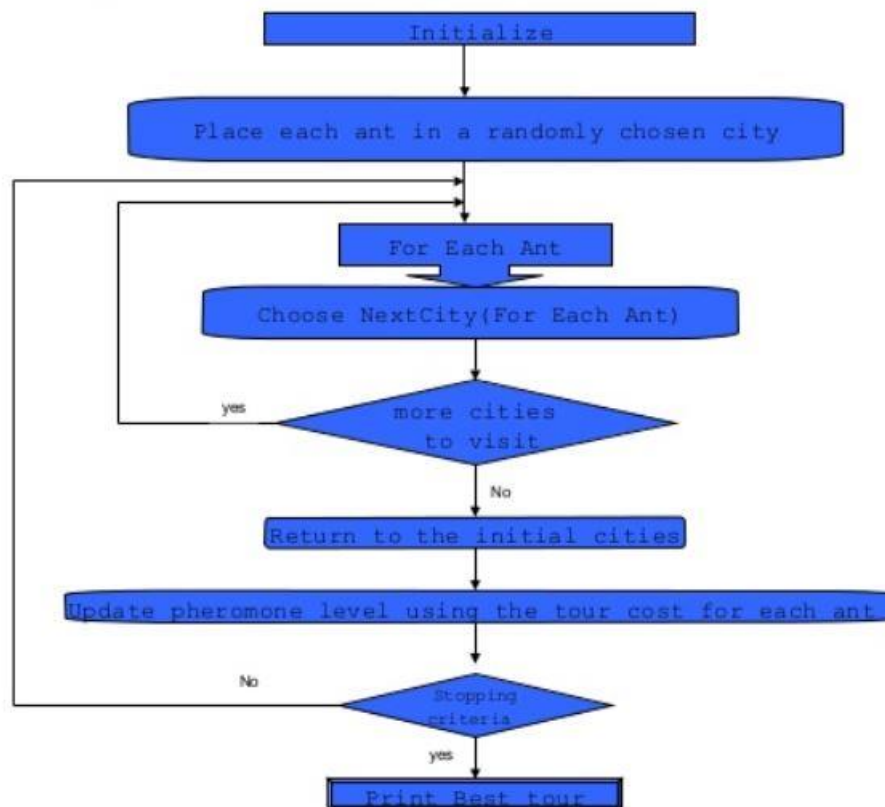 Initialize
Place each ant in a randomly chosen city
For Each Ant
Choose NextCity(For Each Ant)
yes
more cities
to visit
No
Return to the initial cities
Update pheromone level using the tour cost for each ant
No
Stopping
criteria
yes
Print Best tour